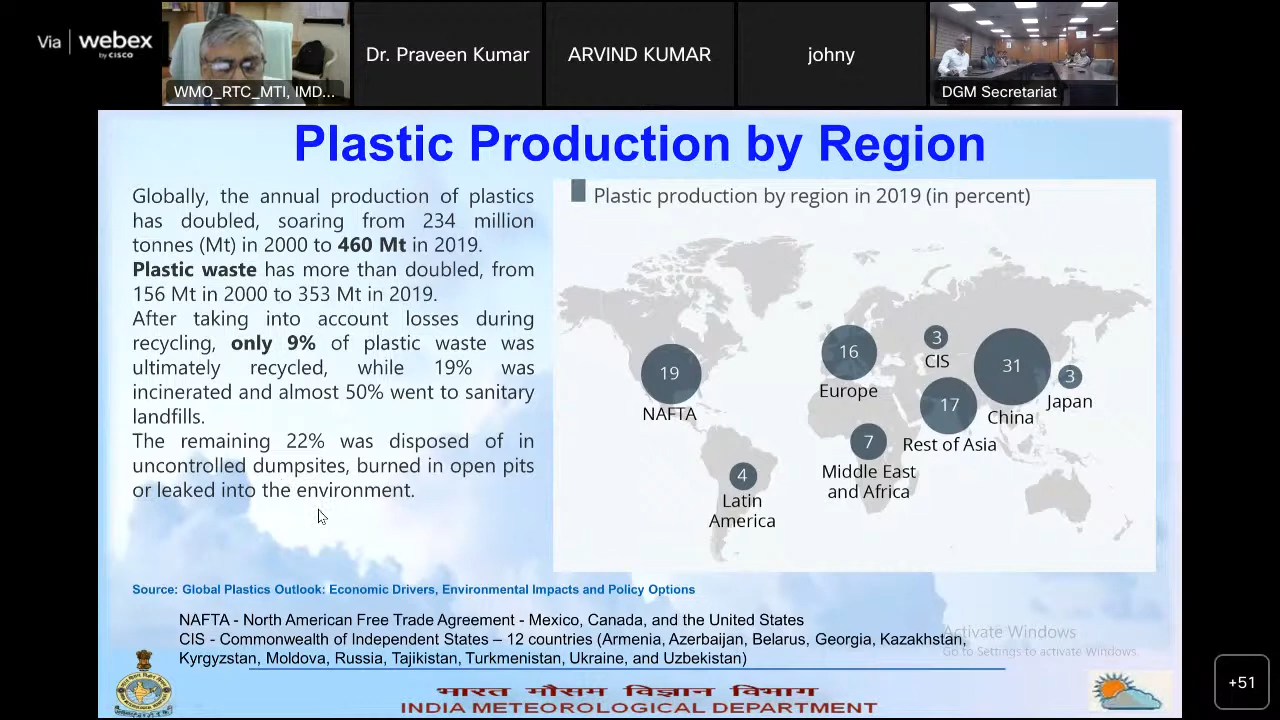 Via webex
by CISCO
WMO_RTC_MTI, IMD...
Dr. Praveen Kumar
ARVIND KUMAR
johny
DGM Secretariat
Plastic Production by Region
Globally, the annual production of plastics
has doubled, soaring from 234 million
tonnes (Mt) in 2000 to 460 Mt in 2019.
Plastic waste has more than doubled, from
156 Mt in 2000 to 353 Mt in 2019.
After taking into account losses during
recycling, only 9% of plastic waste was
ultimately recycled, while 19% was
incinerated and almost 50% went to sanitary
landfills.
The remaining 22% was disposed of in
uncontrolled dumpsites, burned in open pits
or leaked into the environment.
Plastic production by region in 2019 (in percent)
19
NAFTA
4
Latin
America
16
Europe
7
Middle East
and Africa
3
CIS
17
Rest of Asia
31
China
3
Japan
Source: Global Plastics Outlook: Economic Drivers, Environmental Impacts and Policy Options
NAFTA - North American Free Trade Agreement - Mexico, Canada, and the United States
CIS - Commonwealth of Independent States – 12 countries (Armenia, Azerbaijan, Belarus, Georgia, Kazakhstan,
Kyrgyzstan, Moldova, Russia, Tajikistan, Turkmenistan, Ukraine, and Uzbekistan)
Activate Windows
Go to Settings to activate Windows.
भारत मौसम विज्ञान विभाग
INDIA METEOROLOGICAL DEPARTMENT
+51